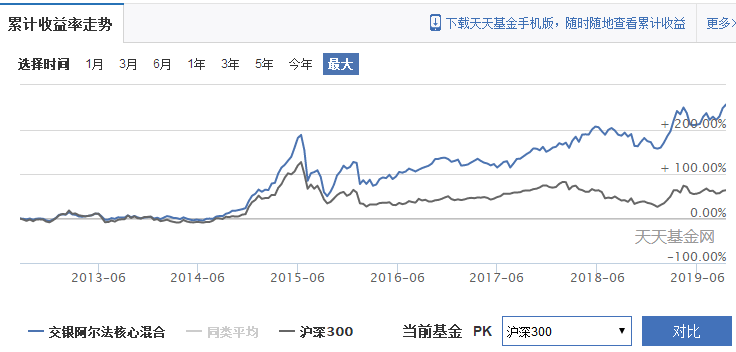 累计收益率走势
下载天天基金手机版，随时随地查看累计收益
更多
选择时间 1月 3月 6月 1年 3年 5年 今年 最大
+ 200.00%
+ 100.00%
0.00%
天天基金网
-100.00%
2013-06 2014-06 2015-06 2016-06 2017-06 2018-06 2019-06
交银阿尔法核心混合 同类平均 沪深300 当前基金 PK 沪深300 对比